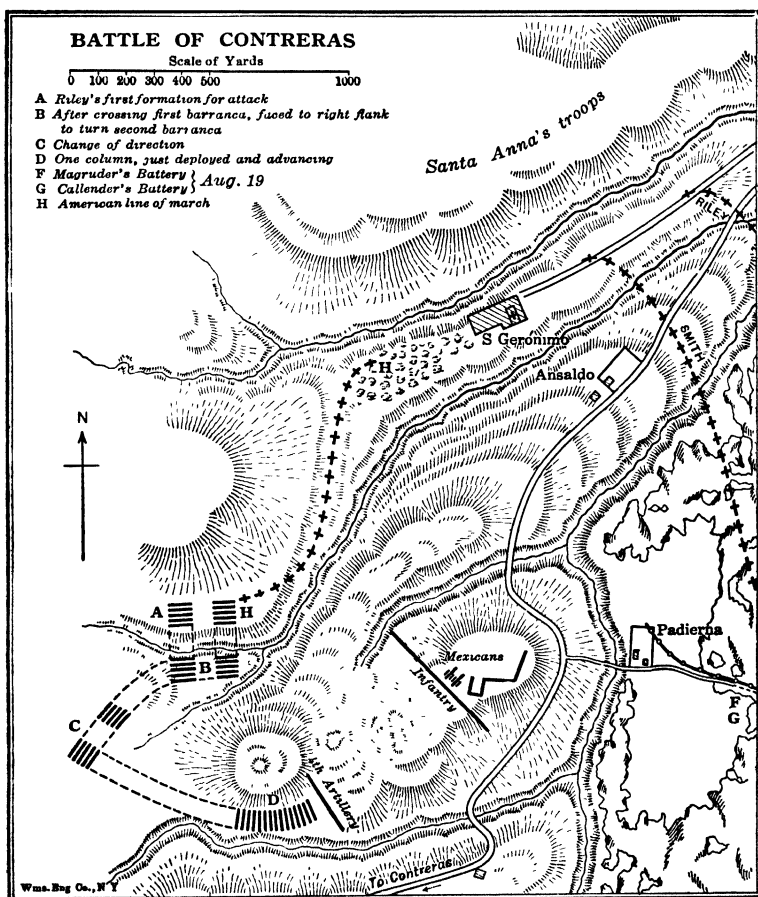 BATTLE OF CONTRERAS
Scale of Yards
0 100 200 300 400 500 1000
A Riley's first formation for attack
B After crossing first barranca, faced to right flank
to turn second barranca
C Change of direction
D One column, just deployed and advancing
F Magruder's Battery
G Callender's Battery
Aug. 19
H American line of march
Santa Anna's troops
RILEY
S Geronimo
SMITH
H
Ansaldo
N
A
H
Padierna
Mexicans
B
Infantry
F
G
C
4th Artillery
D
To Contreras
Wms. Eng Co., N Y